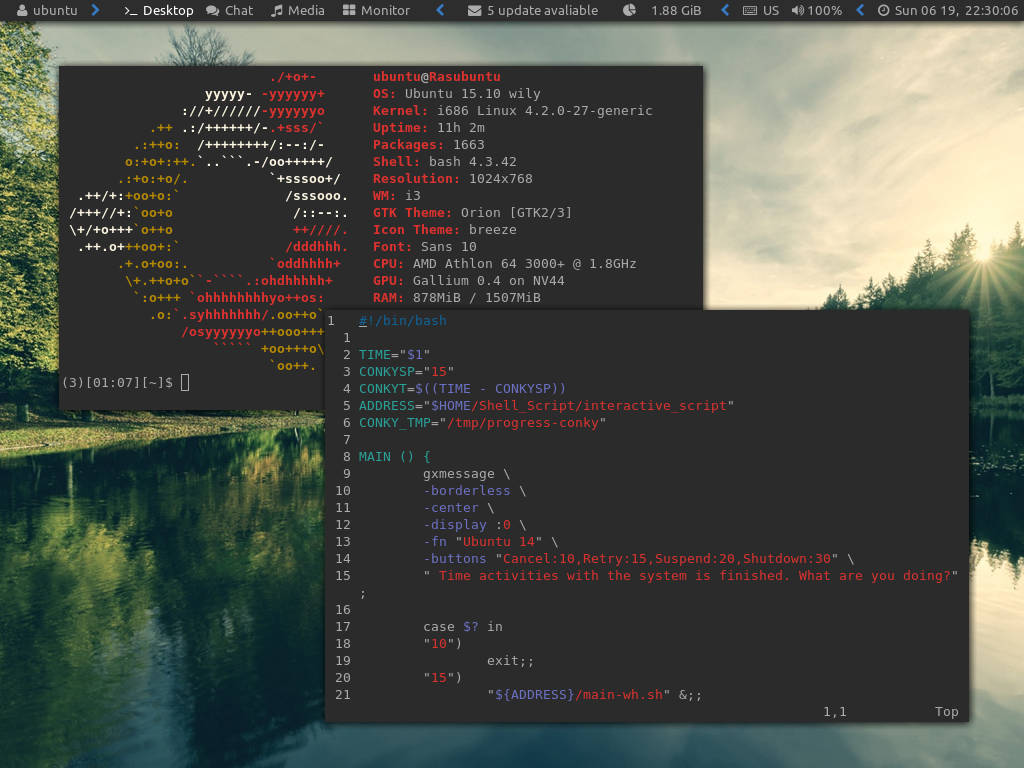 ubuntu Desktop Chat Media Monitor 5 update avaliable 1.88 GiB US 100% Sun 06 19, 22:30:06
./+o+-
yyyyy- -yyyyyy+
://+//////-yyyyyyo
.++ .:/++++++/-.+sss/`
.:++o: /++++++++/:--:/-
o:+o+:++.`..```.-/oo+++++/
.:+o:+o/. `+sssoo+/
.++/+:+oo+o:` /sssooo.
/+++//+:`oo+o /::--:.
\+/+o+++`o++o ++////.
.++.o+++oo+:` /dddhhh.
.+.o+oo:. `oddhhhh+
\+.++o+o``-````.:ohdhhhhh+
`:o+++ `ohhhhhhhhyo++os:
.o:`.syhhhhhhh/.oo++o`
/osyyyyyyo++ooo+++
````` +oo+++o\
`oo++.
ubuntu@Rasubuntu
OS: Ubuntu 15.10 wily
Kernel: i686 Linux 4.2.0-27-generic
Uptime: 11h 2m
Packages: 1663
Shell: bash 4.3.42
Resolution: 1024x768
WM: i3
GTK Theme: Orion [GTK2/3]
Icon Theme: breeze
Font: Sans 10
CPU: AMD Athlon 64 3000+ @ 1.8GHz
GPU: Gallium 0.4 on NV44
RAM: 878MiB / 1507MiB
(3)[01:07][~]$
1 #!/bin/bash
1
2 TIME="$1"
3 CONKYSP="15"
4 CONKYT=$((TIME - CONKYSP))
5 ADDRESS="$HOME/Shell_Script/interactive_script"
6 CONKY_TMP="/tmp/progress-conky"
7
8 MAIN () {
9 gxmessage \
10 -borderless \
11 -center \
12 -display :0 \
13 -fn "Ubuntu 14" \
14 -buttons "Cancel:10,Retry:15,Suspend:20,Shutdown:30" \
15 " Time activities with the system is finished. What are you doing?"
;
16
17 case $? in
18 "10")
19 exit;;
20 "15")
21 "${ADDRESS}/main-wh.sh" &;;
1,1 Top